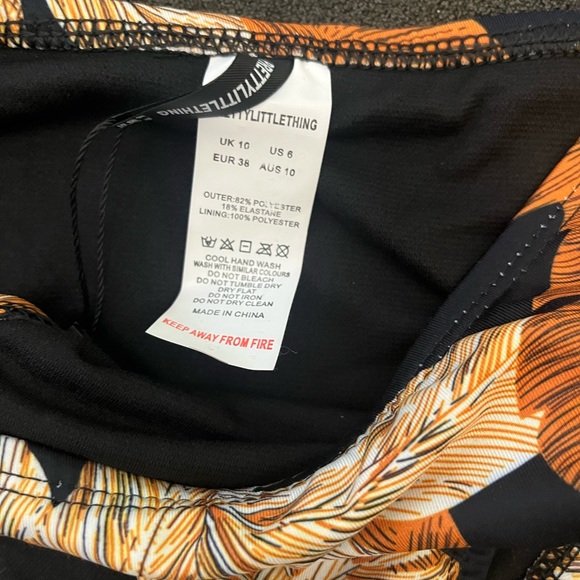 PRETTYLITTLETHING
TTYLITTLETHING
UK 10 US 6
EUR 38 AUS 10
OUTER:82% POLYESTER
18% ELASTANE
LINING:100% POLYESTER
COOL HAND WASH
WASH WITH SIMILAR COLOURS
DO NOT BLEACH
DO NOT TUMBLE DRY
DRY FLAT
DO NOT IRON
DO NOT DRY CLEAN
MADE IN CHINA
KEEP AWAY FROM FIRE